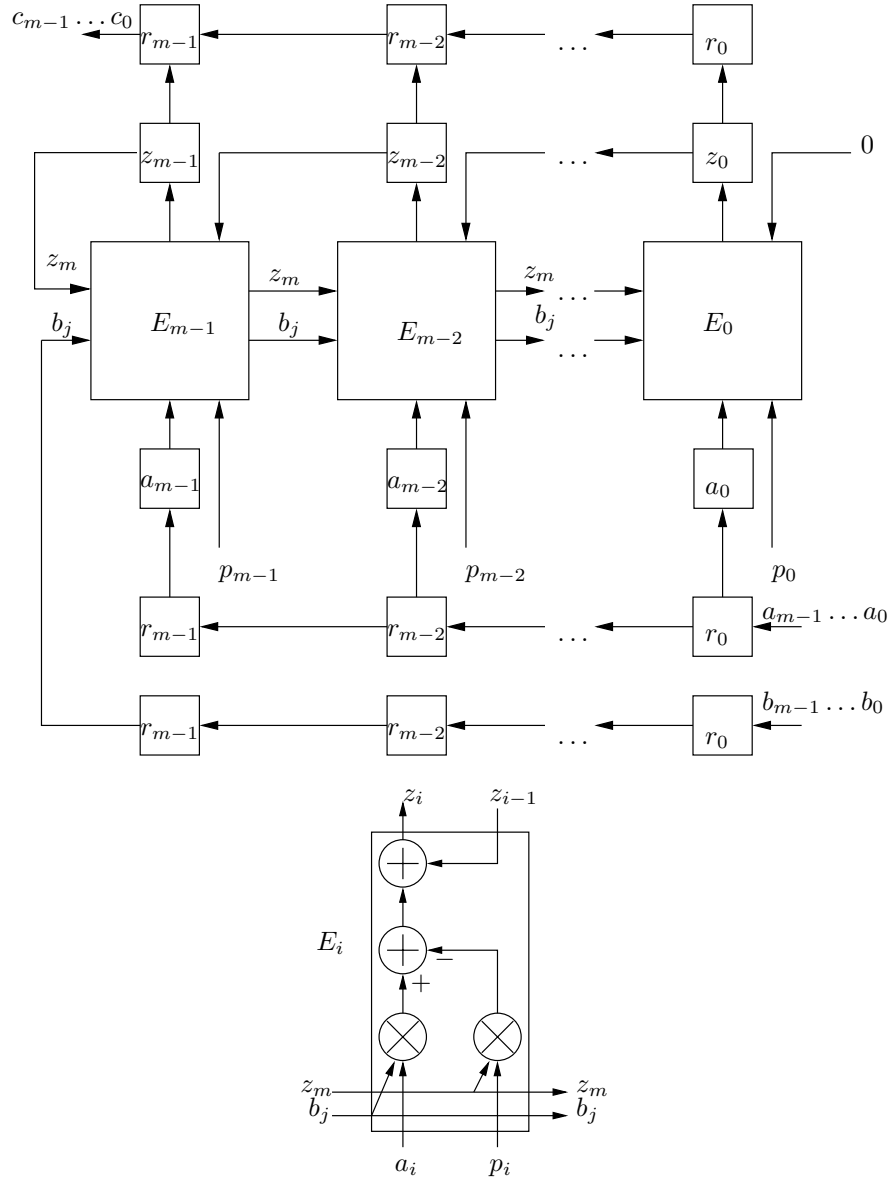 c_{m−1} … c_0
r_{m−1} r_{m−2} … r_0
z_{m−1} z_{m−2} … z_0 0
z_m z_m z_m …
E_{m−1} E_{m−2} E_0
b_j b_j b_j …
a_{m−1} a_{m−2} a_0
p_{m−1} p_{m−2} p_0
r_{m−1} r_{m−2} … r_0 a_{m−1} … a_0
r_{m−1} r_{m−2} … r_0 b_{m−1} … b_0
z_i z_{i−1}
E_i
−
+
z_m z_m
b_j b_j
a_i p_i